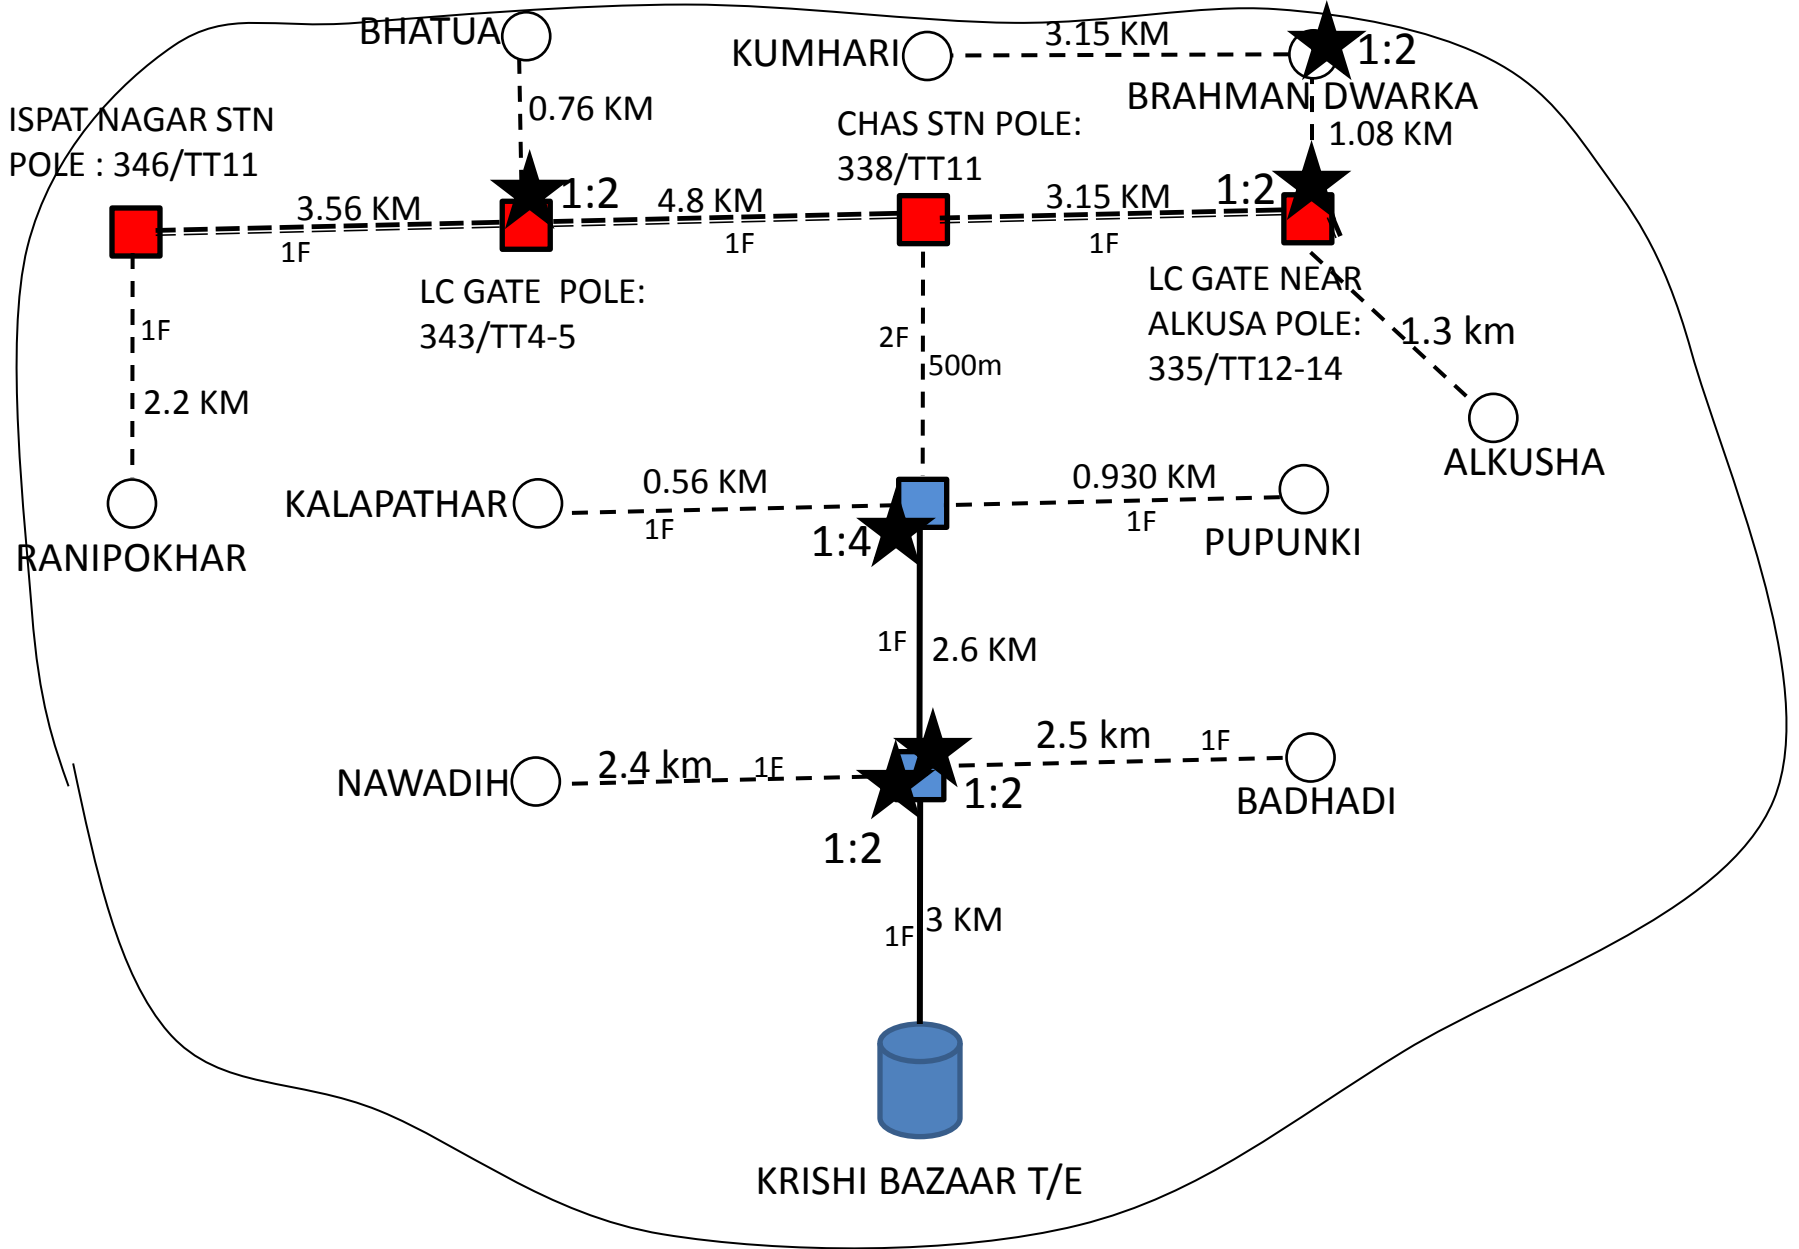 BHATUA
KUMHARI
3.15 KM
1:2
BRAHMAN DWARKA
0.76 KM
1.08 KM
ISPAT NAGAR STN
POLE : 346/TT11
CHAS STN POLE:
338/TT11
3.56 KM
1F
1:2
4.8 KM
1F
3.15 KM
1F
1:2
LC GATE POLE:
343/TT4-5
LC GATE NEAR
ALKUSA POLE:
335/TT12-14
1.3 km
1F
2.2 KM
2F
500m
ALKUSHA
KALAPATHAR
0.56 KM
1F
0.930 KM
1F
1:4
RANIPOKHAR
PUPUNKI
1F
2.6 KM
NAWADIH
2.4 km
1F
2.5 km
1F
1:2
BADHADI
1:2
1F
3 KM
KRISHI BAZAAR T/E